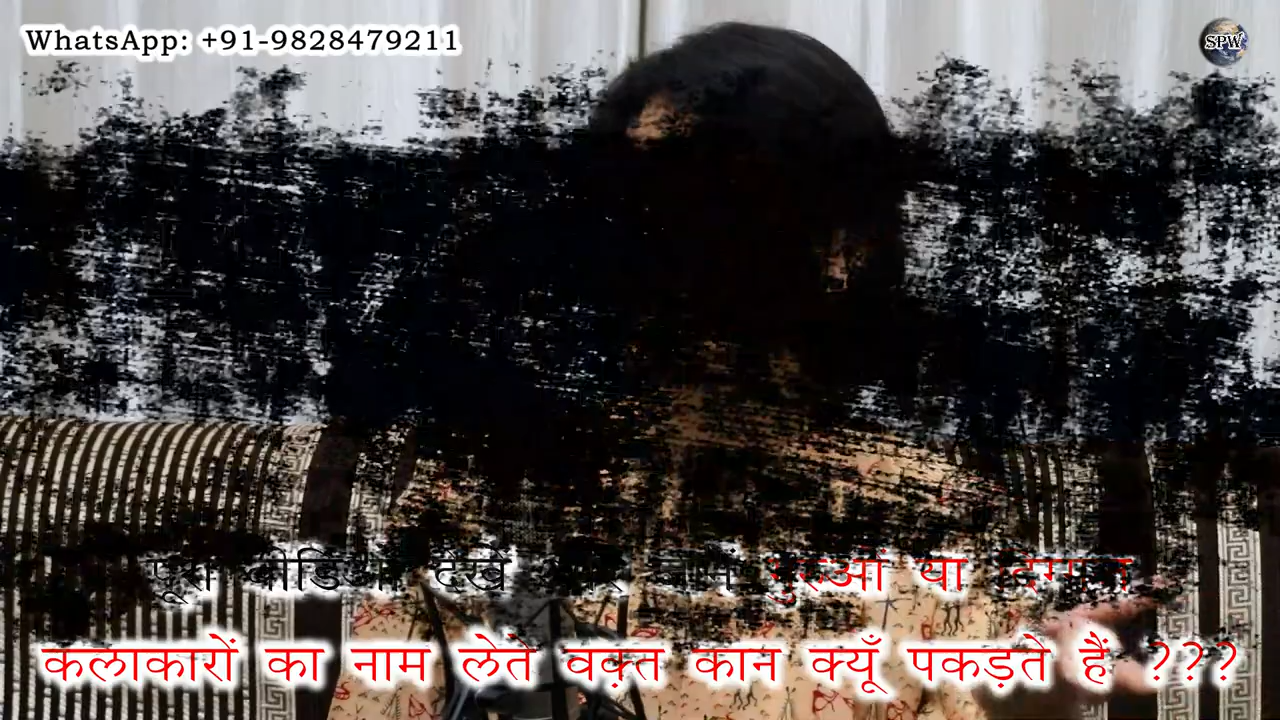 WhatsApp: +91-9828479211
SPW
देखें गुरुओं या
कलाकारों का नाम लेते वक़्त कान क्यूँ पकड़ते हैं ???